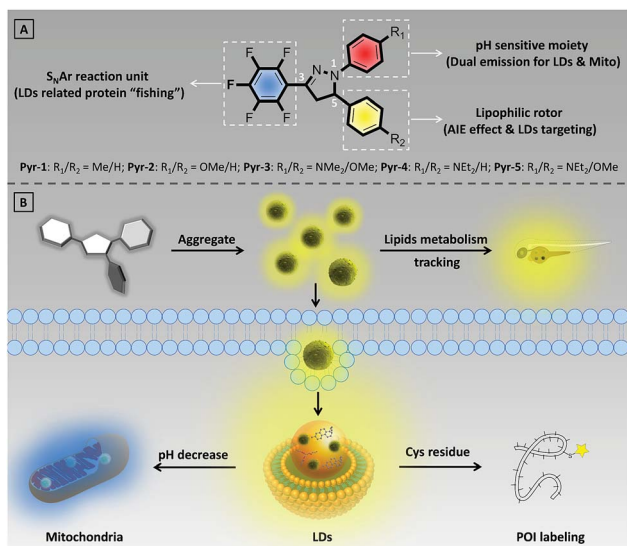 A
F
F
F
F
F
3
N
N
1
5
R₁
R₂
SNAr reaction unit
(LDs related protein "fishing")
pH sensitive moiety
(Dual emission for LDs & Mito)
Lipophilic rotor
(AIE effect & LDs targeting)
Pyr-1: R₁/R₂ = Me/H; Pyr-2: R₁/R₂ = OMe/H; Pyr-3: R₁/R₂ = NMe₂/OMe; Pyr-4: R₁/R₂ = NEt₂/H; Pyr-5: R₁/R₂ = NEt₂/OMe
B
Aggregate
Lipids metabolism
tracking
pH decrease
Cys residue
S
Mitochondria
LDs
POI labeling